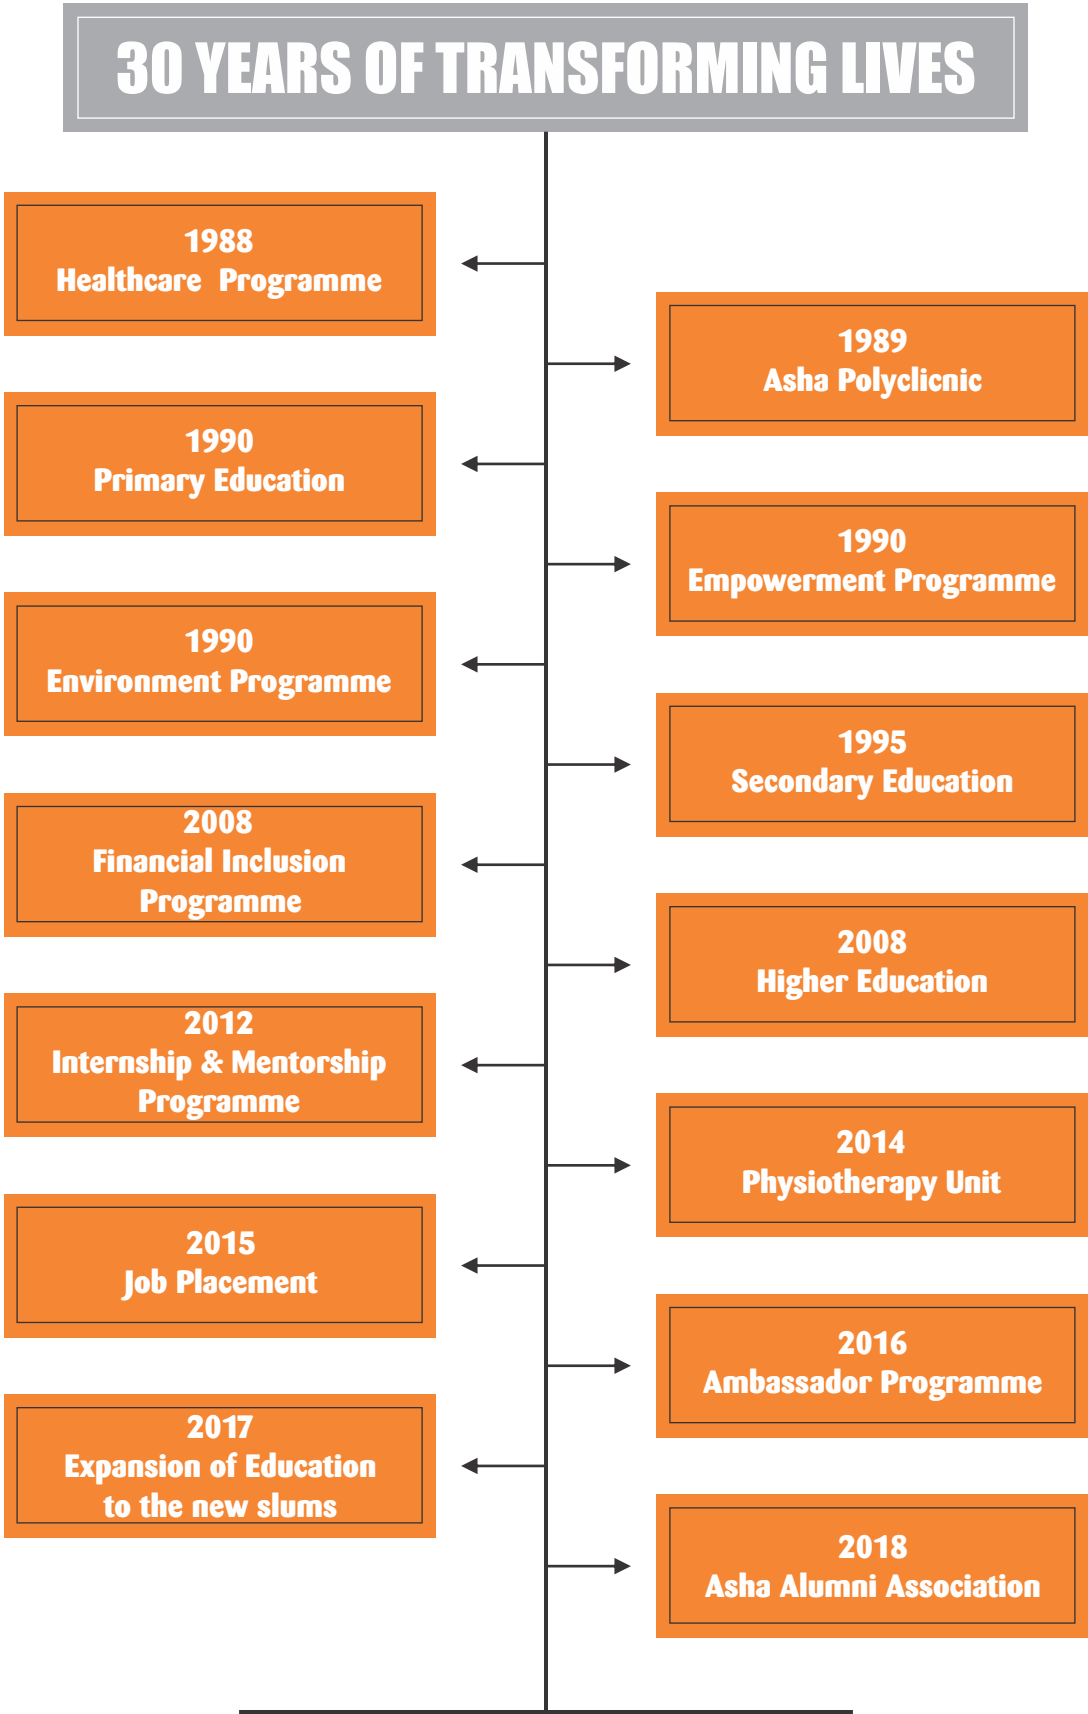 30 YEARS OF TRANSFORMING LIVES
1988
Healthcare Programme
1989
Asha Polyclicnic
1990
Primary Education
1990
Empowerment Programme
1990
Environment Programme
1995
Secondary Education
2008
Financial Inclusion
Programme
2008
Higher Education
2012
Internship & Mentorship
Programme
2014
Physiotherapy Unit
2015
Job Placement
2016
Ambassador Programme
2017
Expansion of Education
to the new slums
2018
Asha Alumni Association